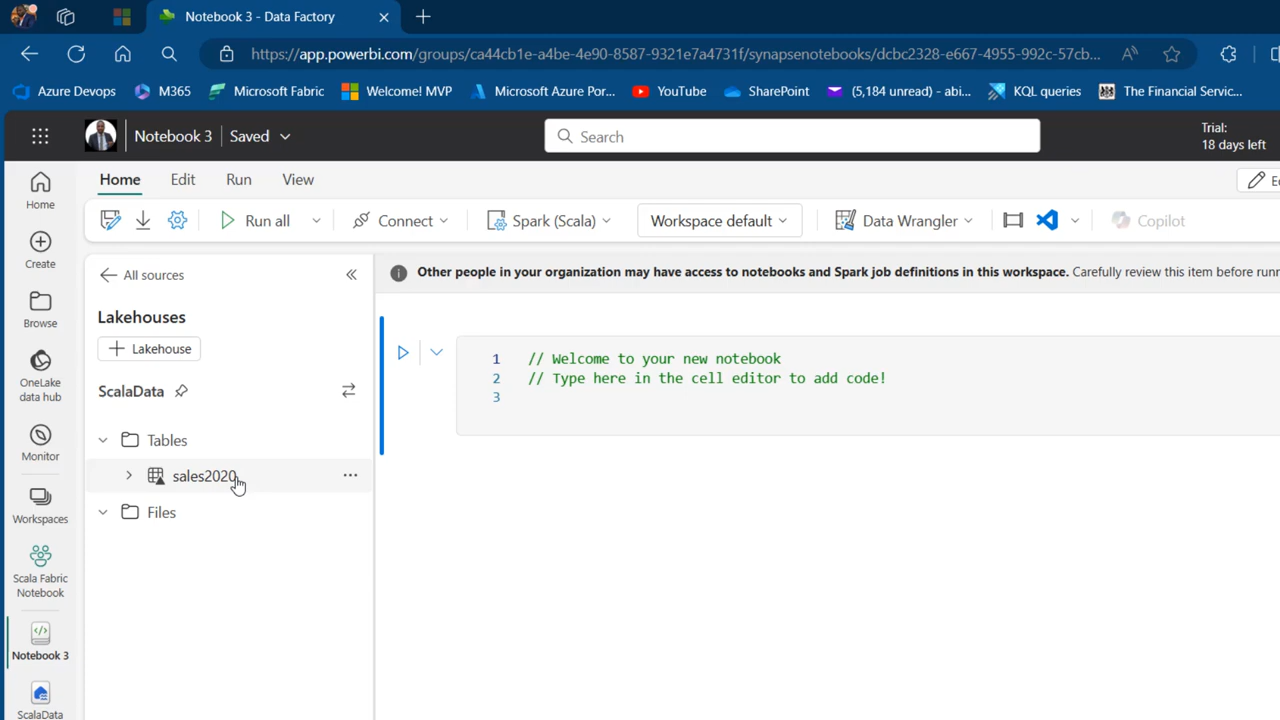 Notebook 3 - Data Factory
https://app.powerbi.com/groups/ca44cb1e-a4be-4e90-8587-9321e7a4731f/synapsenotebooks/dcbc2328-e667-4955-992c-57cb...
Azure Devops
M365
Microsoft Fabric
Welcome! MVP
Microsoft Azure Por...
YouTube
SharePoint
(5,184 unread) - abi...
KQL queries
The Financial Servic...
Notebook 3
Saved
Search
Trial:
18 days left
Home
Edit
Run
View
Run all
Connect
Spark (Scala)
Workspace default
Data Wrangler
Copilot
Home
Create
Browse
OneLake
data hub
Monitor
Workspaces
Scala Fabric
Notebook
Notebook 3
ScalaData
All sources
Lakehouses
Lakehouse
ScalaData
Tables
sales2020
Files
Other people in your organization may have access to notebooks and Spark job definitions in this workspace. Carefully review this item before
1 // Welcome to your new notebook
2 // Type here in the cell editor to add code!
3